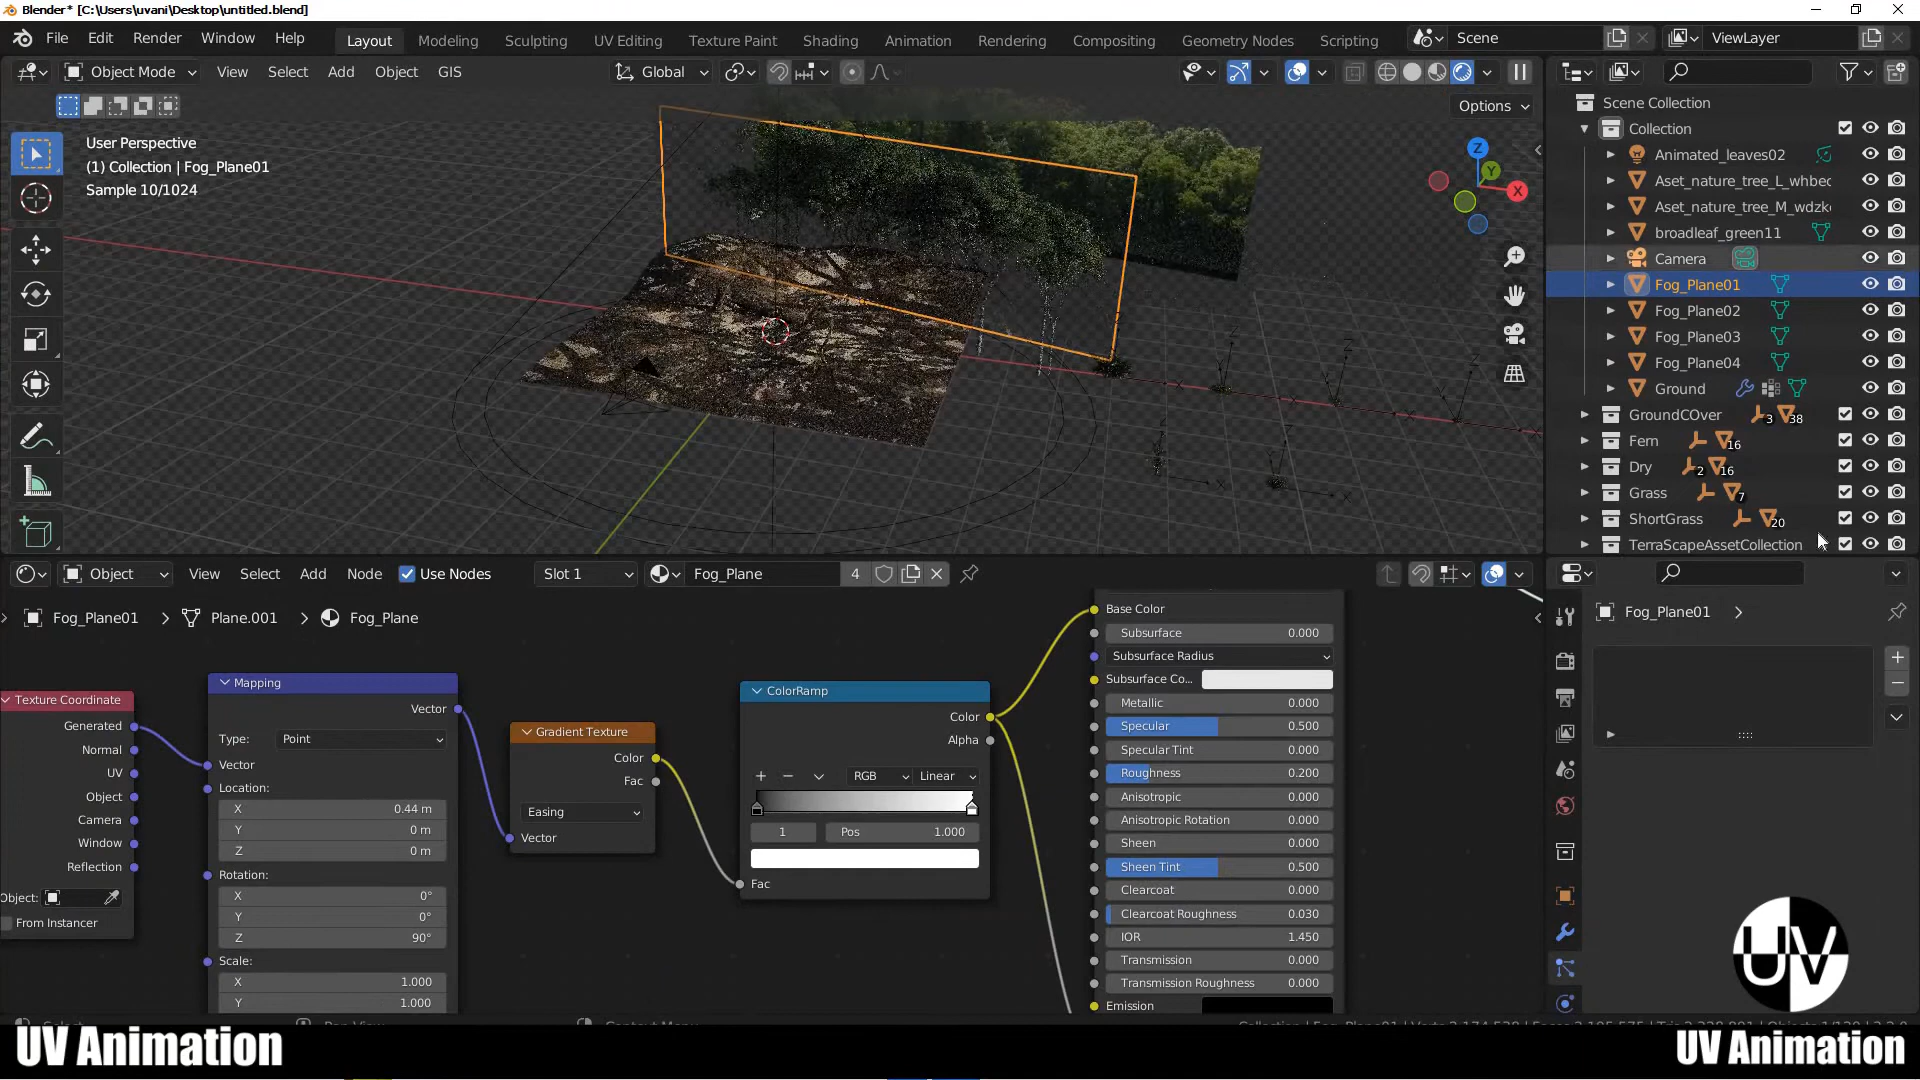 Blender* [C:\Users\uvani\Desktop\untitled.blend]
File Edit Render Window Help Layout Modeling Sculpting UV Editing Texture Paint Shading Animation Rendering Compositing Geometry Nodes Scripting Scene ViewLayer
Object Mode View Select Add Object GIS Global
Options
User Perspective
(1) Collection | Fog_Plane01
Sample 10/1024
Z
Y
X
Scene Collection
Collection
Animated_leaves02
Aset_nature_tree_L_whbec
Aset_nature_tree_M_wdzk
broadleaf_green11
Camera
Fog_Plane01
Fog_Plane02
Fog_Plane03
Fog_Plane04
Ground
GroundCOver 3 38
Fern 16
Dry 2 16
Grass 7
ShortGrass 20
TerraScapeAssetCollection
Object View Select Add Node Use Nodes Slot 1 Fog_Plane 4
Fog_Plane01 > Plane.001 > Fog_Plane
Texture Coordinate
Generated
Normal
UV
Object
Camera
Window
Reflection
Object:
From Instancer
Mapping
Vector
Type: Point
Vector
Location:
X 0.44 m
Y 0 m
Z 0 m
Rotation:
X 0°
Y 0°
Z 90°
Scale:
X 1.000
Y 1.000
Gradient Texture
Color
Fac
Easing
Vector
ColorRamp
Color
Alpha
RGB Linear
1 Pos 1.000
Fac
Base Color
Subsurface 0.000
Subsurface Radius
Subsurface Co...
Metallic 0.000
Specular 0.500
Specular Tint 0.000
Roughness 0.200
Anisotropic 0.000
Anisotropic Rotation 0.000
Sheen 0.000
Sheen Tint 0.500
Clearcoat 0.000
Clearcoat Roughness 0.030
IOR 1.450
Transmission 0.000
Transmission Roughness 0.000
Emission
Fog_Plane01
UV
UV Animation
UV Animation